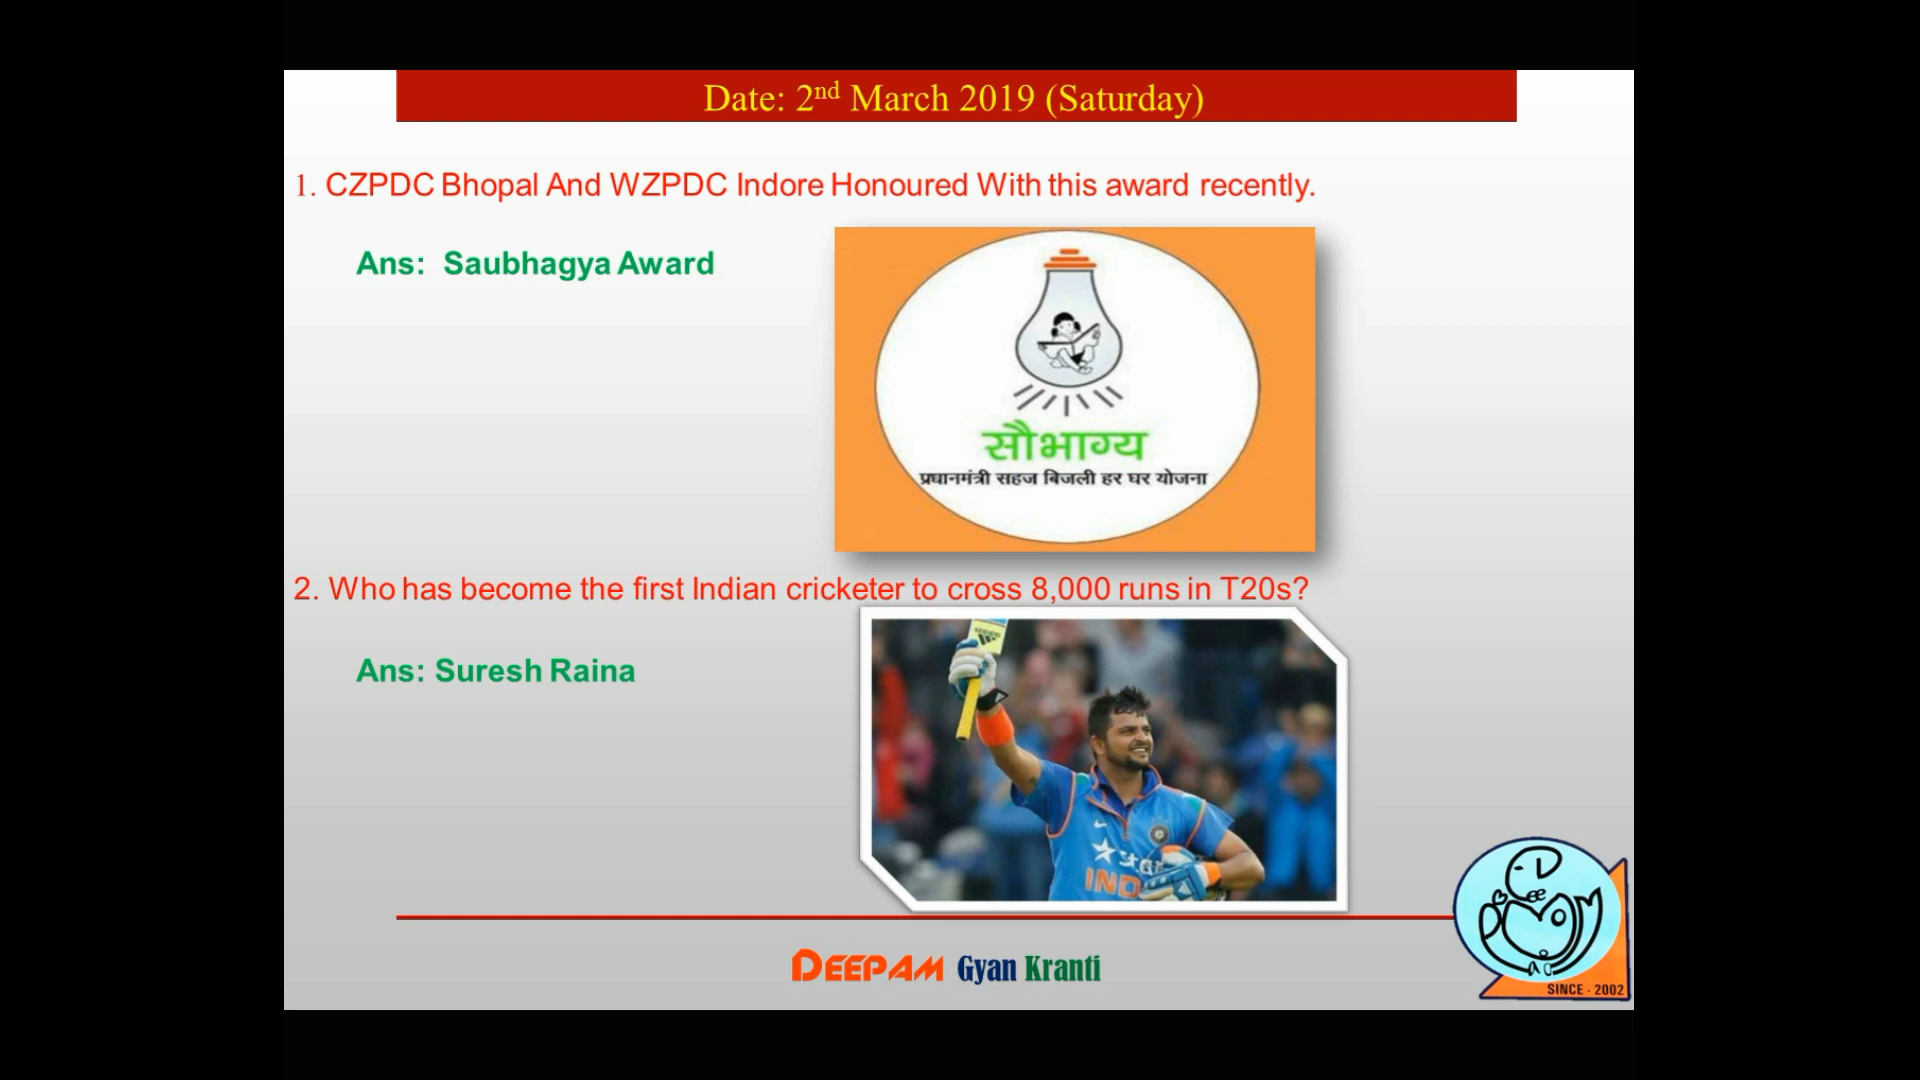 Date: 2nd March 2019 (Saturday)
1. CZPDC Bhopal And WZPDC Indore Honoured With this award recently.
Ans: Saubhagya Award
सौभाग्य
प्रधानमंत्री सहज बिजली हर घर योजना
2. Who has become the first Indian cricketer to cross 8,000 runs in T20s?
Ans: Suresh Raina
IND
DEEPAM Gyan Kranti
SINCE - 2002